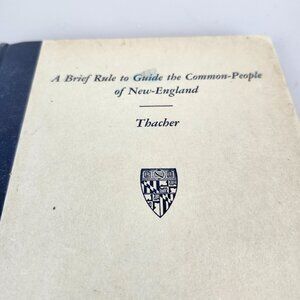 A Brief Rule to Guide the Common-People
of New-England
Thacher